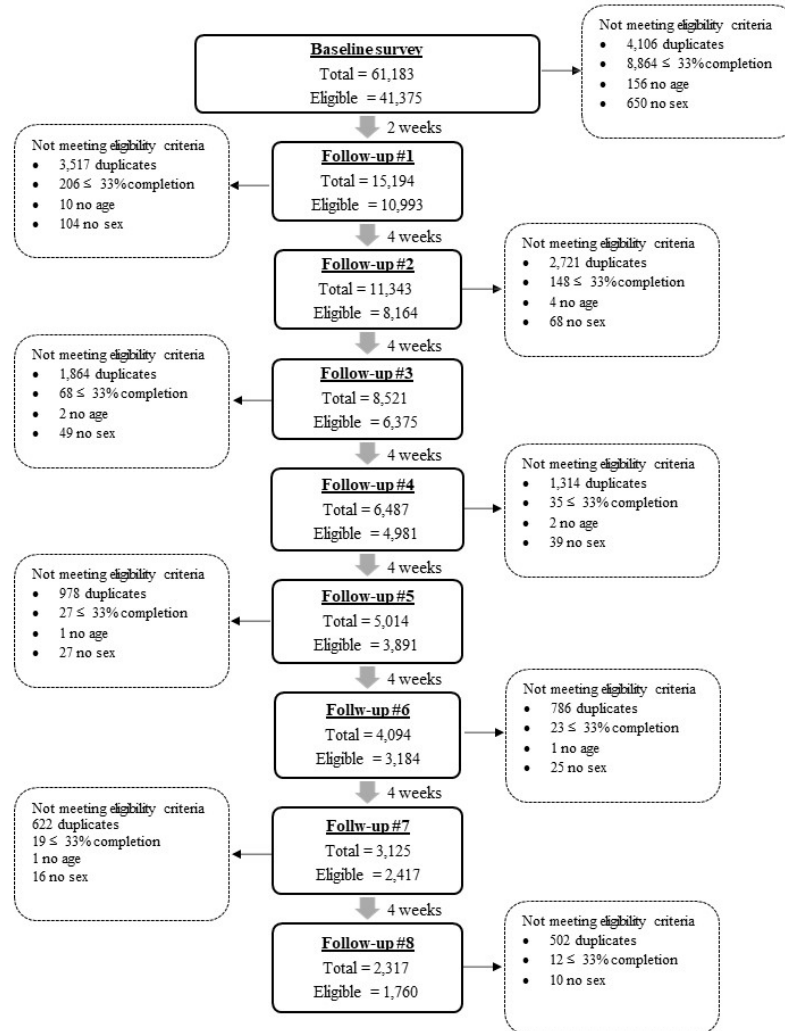 Baseline survey
Total = 61,183
Eligible = 41,375
Not meeting eligibility criteria
• 4,106 duplicates
• 8,864 ≤ 33% completion
• 156 no age
• 650 no sex
2 weeks
Follow-up #1
Total = 15,194
Eligible = 10,993
Not meeting eligibility criteria
• 3,517 duplicates
• 206 ≤ 33% completion
• 10 no age
• 104 no sex
4 weeks
Follow-up #2
Total = 11,343
Eligible = 8,164
Not meeting eligibility criteria
• 2,721 duplicates
• 148 ≤ 33% completion
• 4 no age
• 68 no sex
4 weeks
Follow-up #3
Total = 8,521
Eligible = 6,375
Not meeting eligibility criteria
• 1,864 duplicates
• 68 ≤ 33% completion
• 2 no age
• 49 no sex
4 weeks
Follow-up #4
Total = 6,487
Eligible = 4,981
Not meeting eligibility criteria
• 1,314 duplicates
• 35 ≤ 33% completion
• 2 no age
• 39 no sex
4 weeks
Follow-up #5
Total = 5,014
Eligible = 3,891
Not meeting eligibility criteria
• 978 duplicates
• 27 ≤ 33% completion
• 1 no age
• 27 no sex
4 weeks
Follw-up #6
Total = 4,094
Eligible = 3,184
Not meeting eligibility criteria
• 786 duplicates
• 23 ≤ 33% completion
• 1 no age
• 25 no sex
4 weeks
Follw-up #7
Total = 3,125
Eligible = 2,417
Not meeting eligibility criteria
622 duplicates
19 ≤ 33% completion
1 no age
16 no sex
4 weeks
Follow-up #8
Total = 2,317
Eligible = 1,760
Not meeting eligibility criteria
• 502 duplicates
• 12 ≤ 33% completion
• 10 no sex